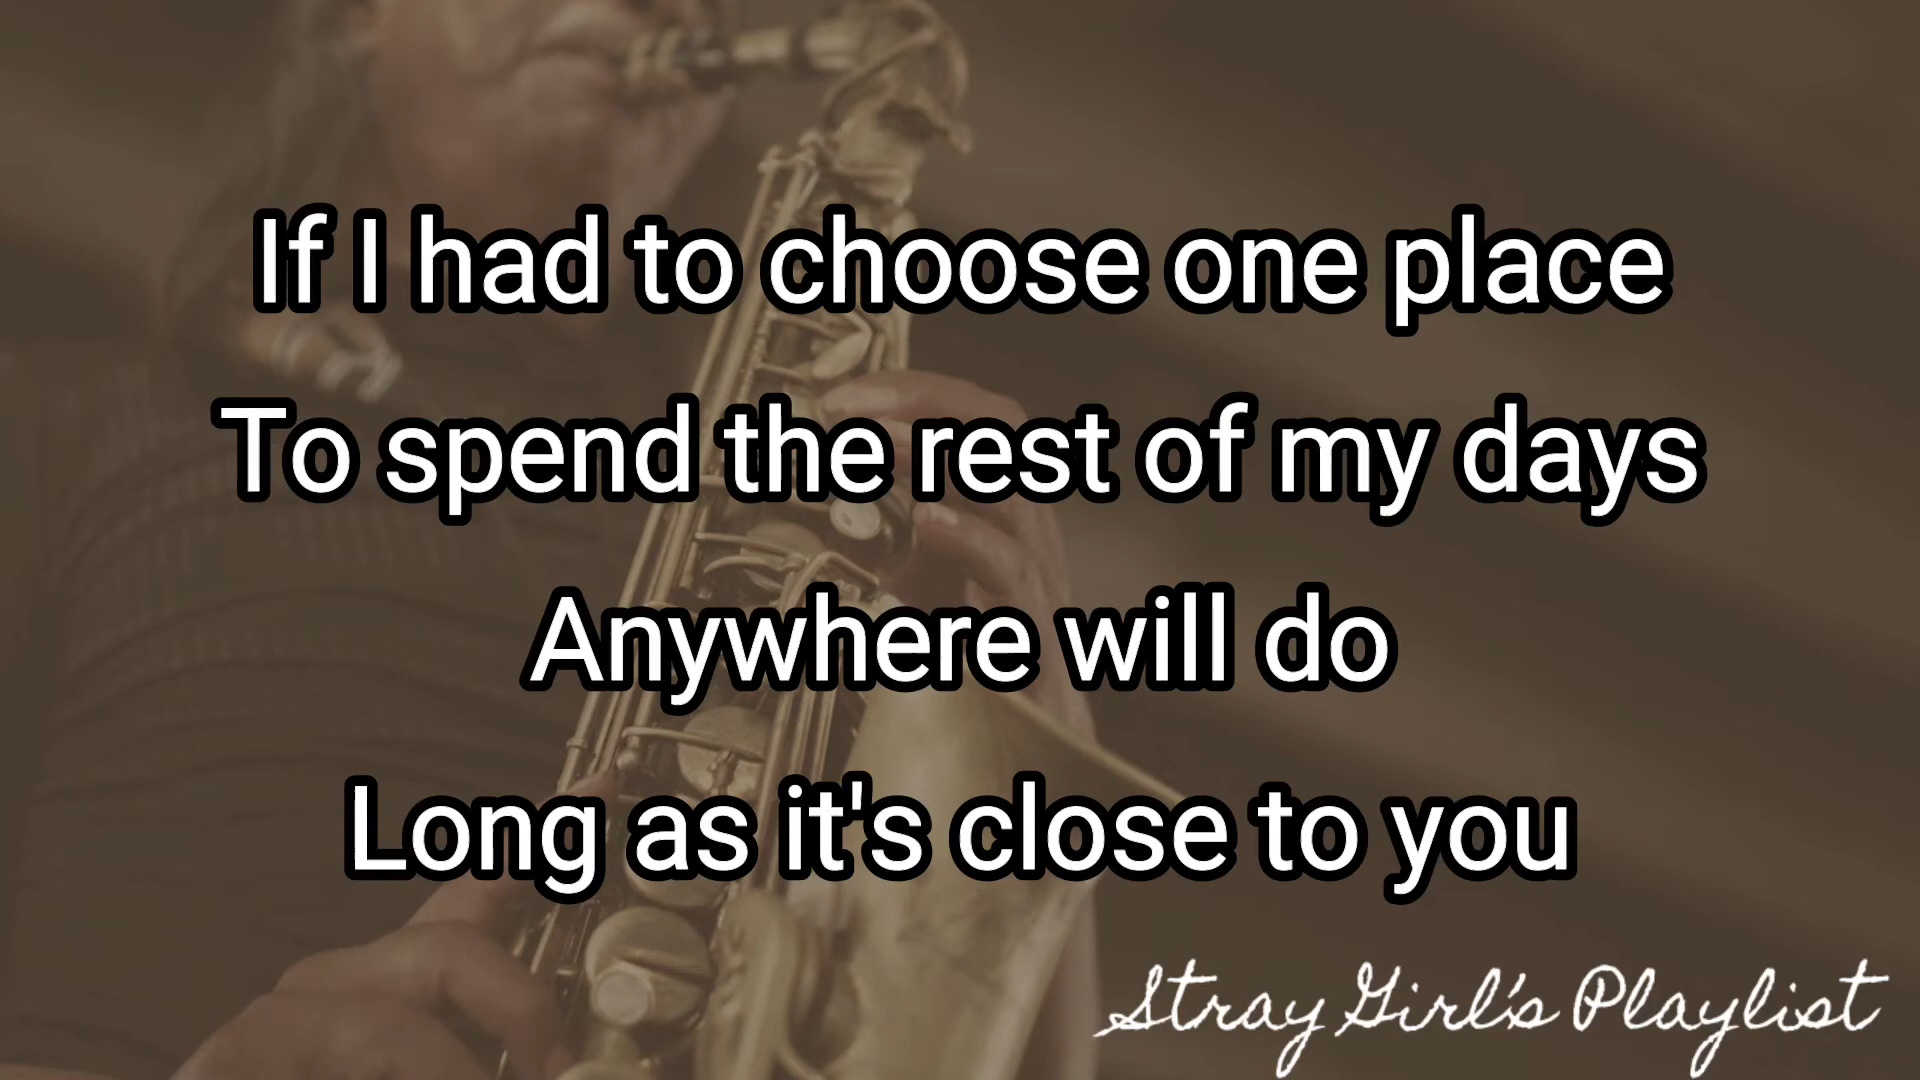 If I had to choose one place
To spend the rest of my days
Anywhere will do
Long as it's close to you
Stray Girl's Playlist